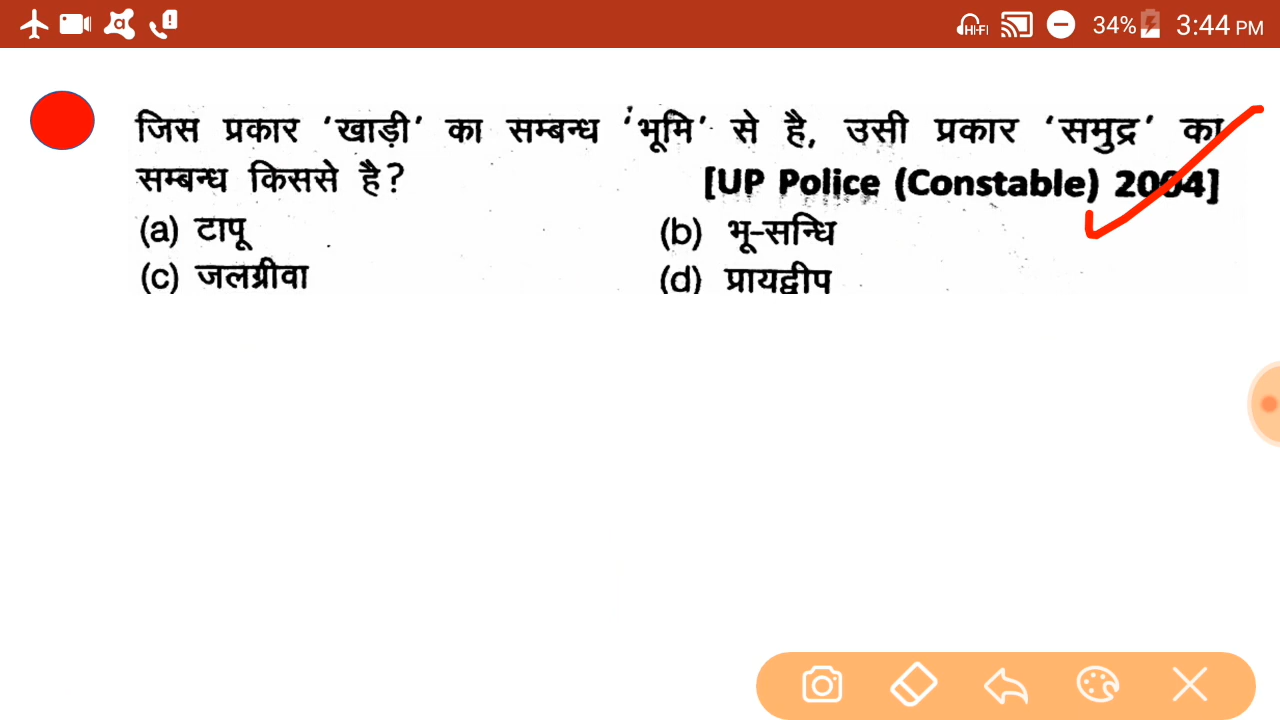 34% 3:44 PM
जिस प्रकार ‘खाड़ी’ का सम्बन्ध ‘भूमि’ से है, उसी प्रकार ‘समुद्र’ का
सम्बन्ध किससे है? [UP Police (Constable) 2004]
(a) टापू (b) भू-सन्धि
(c) जलग्रीवा (d) प्रायद्वीप